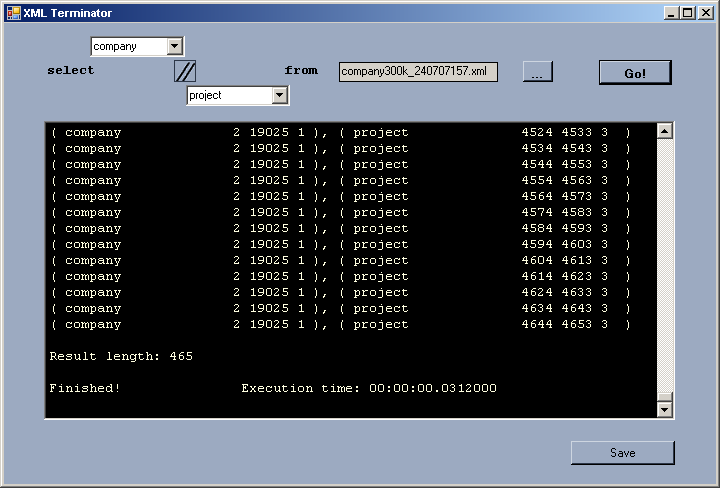 XML Terminator
company
select // from company300k_240707157.xml ... Go!
project
( company 2 19025 1 ), ( project 4524 4533 3 )
( company 2 19025 1 ), ( project 4534 4543 3 )
( company 2 19025 1 ), ( project 4544 4553 3 )
( company 2 19025 1 ), ( project 4554 4563 3 )
( company 2 19025 1 ), ( project 4564 4573 3 )
( company 2 19025 1 ), ( project 4574 4583 3 )
( company 2 19025 1 ), ( project 4584 4593 3 )
( company 2 19025 1 ), ( project 4594 4603 3 )
( company 2 19025 1 ), ( project 4604 4613 3 )
( company 2 19025 1 ), ( project 4614 4623 3 )
( company 2 19025 1 ), ( project 4624 4633 3 )
( company 2 19025 1 ), ( project 4634 4643 3 )
( company 2 19025 1 ), ( project 4644 4653 3 )
Result length: 465
Finished! Execution time: 00:00:00.0312000
Save